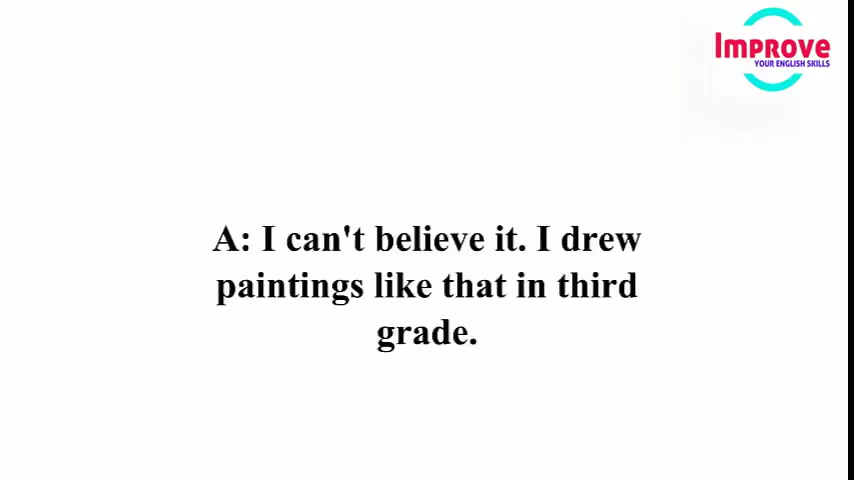 Improve
YOUR ENGLISH SKILLS
A: I can't believe it. I drew
paintings like that in third
grade.